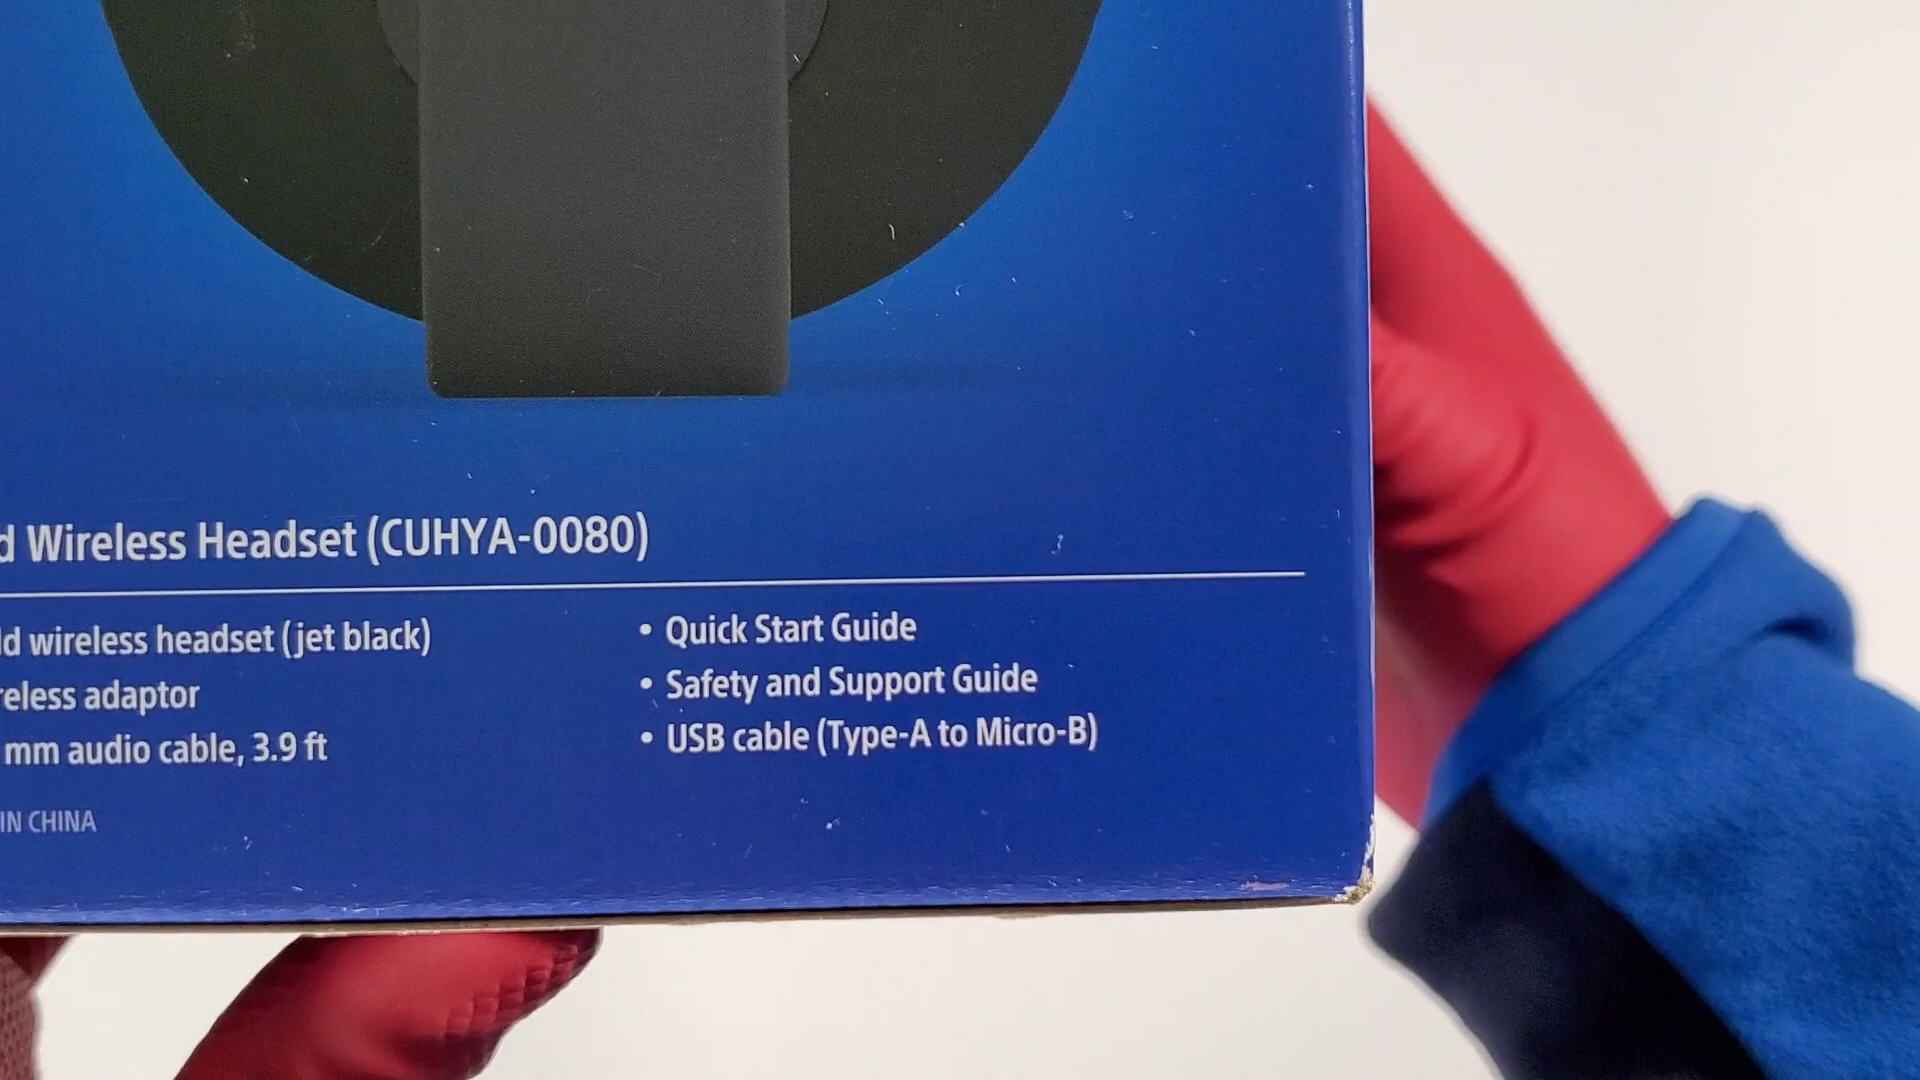 d Wireless Headset (CUHYA-0080)
ld wireless headset (jet black)
reless adaptor
mm audio cable, 3.9 ft
• Quick Start Guide
• Safety and Support Guide
• USB cable (Type-A to Micro-B)
IN CHINA